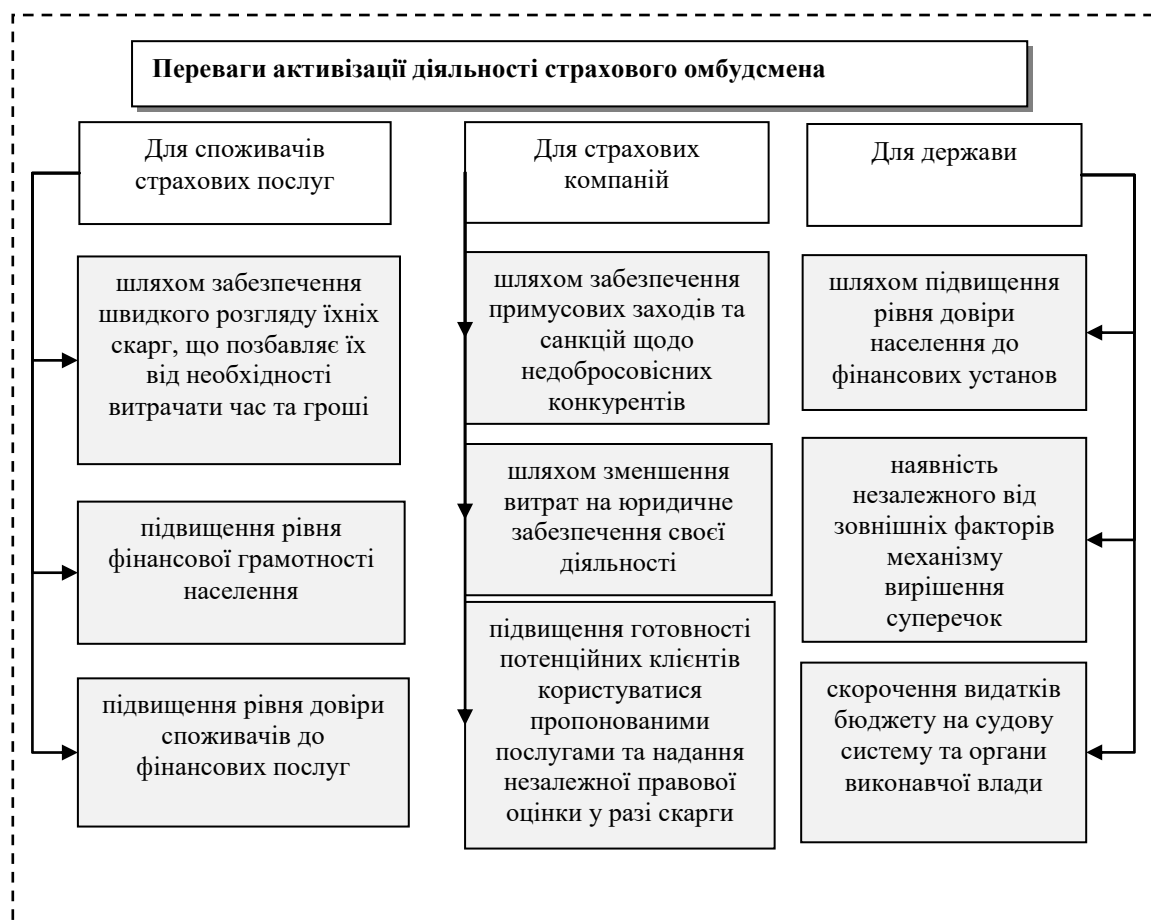 Переваги активізації діяльності страхового омбудсмена
Для споживачів
страхових послуг
шляхом забезпечення
швидкого розгляду їхніх
скарг, що позбавляє їх
від необхідності
витрачати час та гроші
підвищення рівня
фінансової грамотності
населення
підвищення рівня довіри
споживачів до
фінансових послуг
Для страхових
компаній
шляхом забезпечення
примусових заходів та
санкцій щодо
недобросовісних
конкурентів
шляхом зменшення
витрат на юридичне
забезпечення своєї
діяльності
підвищення готовності
потенційних клієнтів
користуватися
пропонованими
послугами та надання
незалежної правової
оцінки у разі скарги
Для держави
шляхом підвищення
рівня довіри
населення до
фінансових установ
наявність
незалежного від
зовнішніх факторів
механізму
вирішення
суперечок
скорочення видатків
бюджету на судову
систему та органи
виконавчої влади